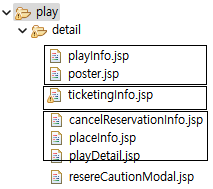 play
detail
playInfo.jsp
poster.jsp
ticketingInfo.jsp
cancelReservationInfo.jsp
placeInfo.jsp
playDetail.jsp
resereCautionModal.jsp